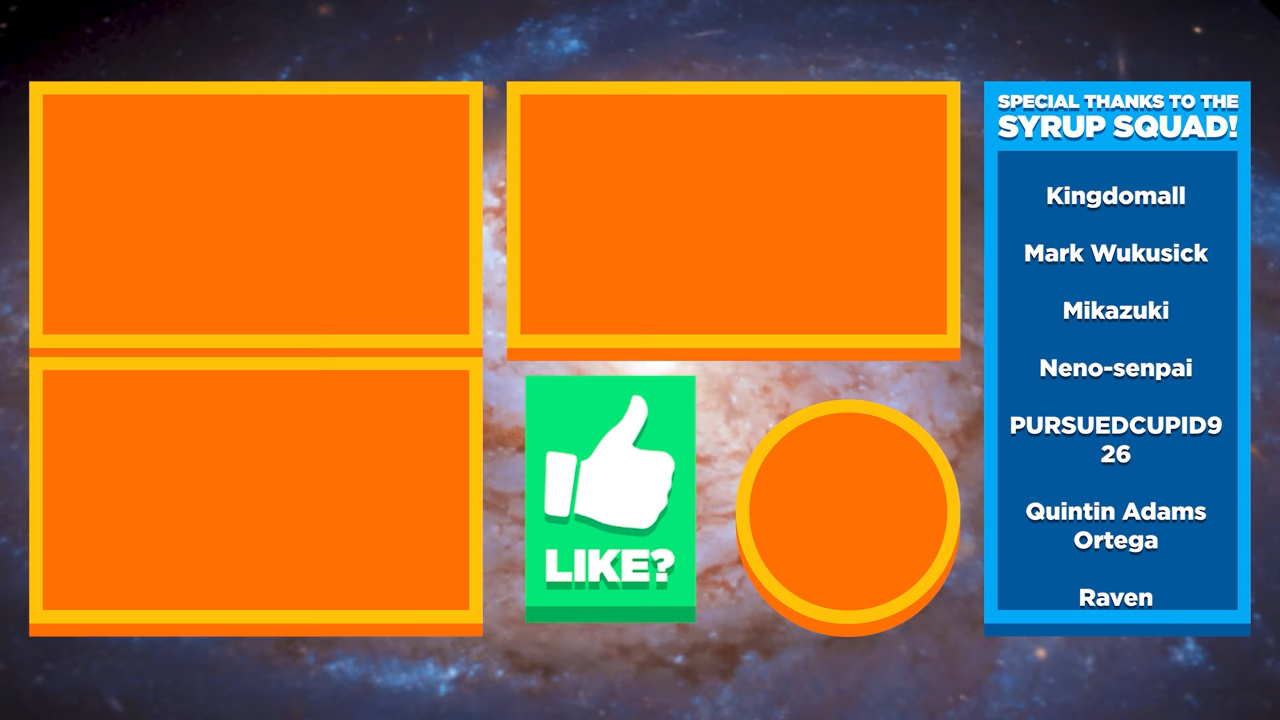 SPECIAL THANKS TO THE
SYRUP SQUAD!
Kingdomall
Mark Wukusick
Mikazuki
Neno-senpai
PURSUEDCUPID9
26
Quintin Adams
Ortega
Raven
LIKE?